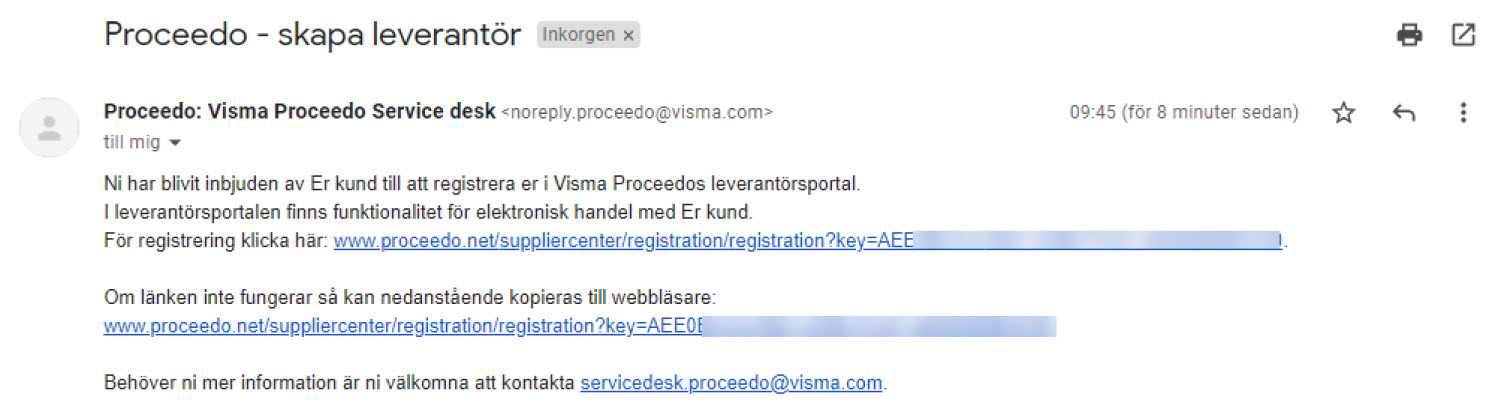 Proceedo - skapa leverantör Inkorgen ×
Proceedo: Visma Proceedo Service desk <noreply.proceedo@visma.com> 09:45 (för 8 minuter sedan)
till mig
Ni har blivit inbjuden av Er kund till att registrera er i Visma Proceedos leverantörsportal.
I leverantörsportalen finns funktionalitet för elektronisk handel med Er kund.
För registrering klicka här: www.proceedo.net/suppliercenter/registration/registration?key=AEE
Om länken inte fungerar så kan nedanstående kopieras till webbläsare:
www.proceedo.net/suppliercenter/registration/registration?key=AEE0
Behöver ni mer information är ni välkomna att kontakta servicedesk.proceedo@visma.com.